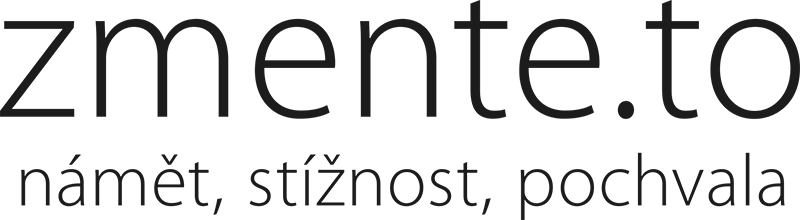 zmente.to
námět, stížnost, pochvala